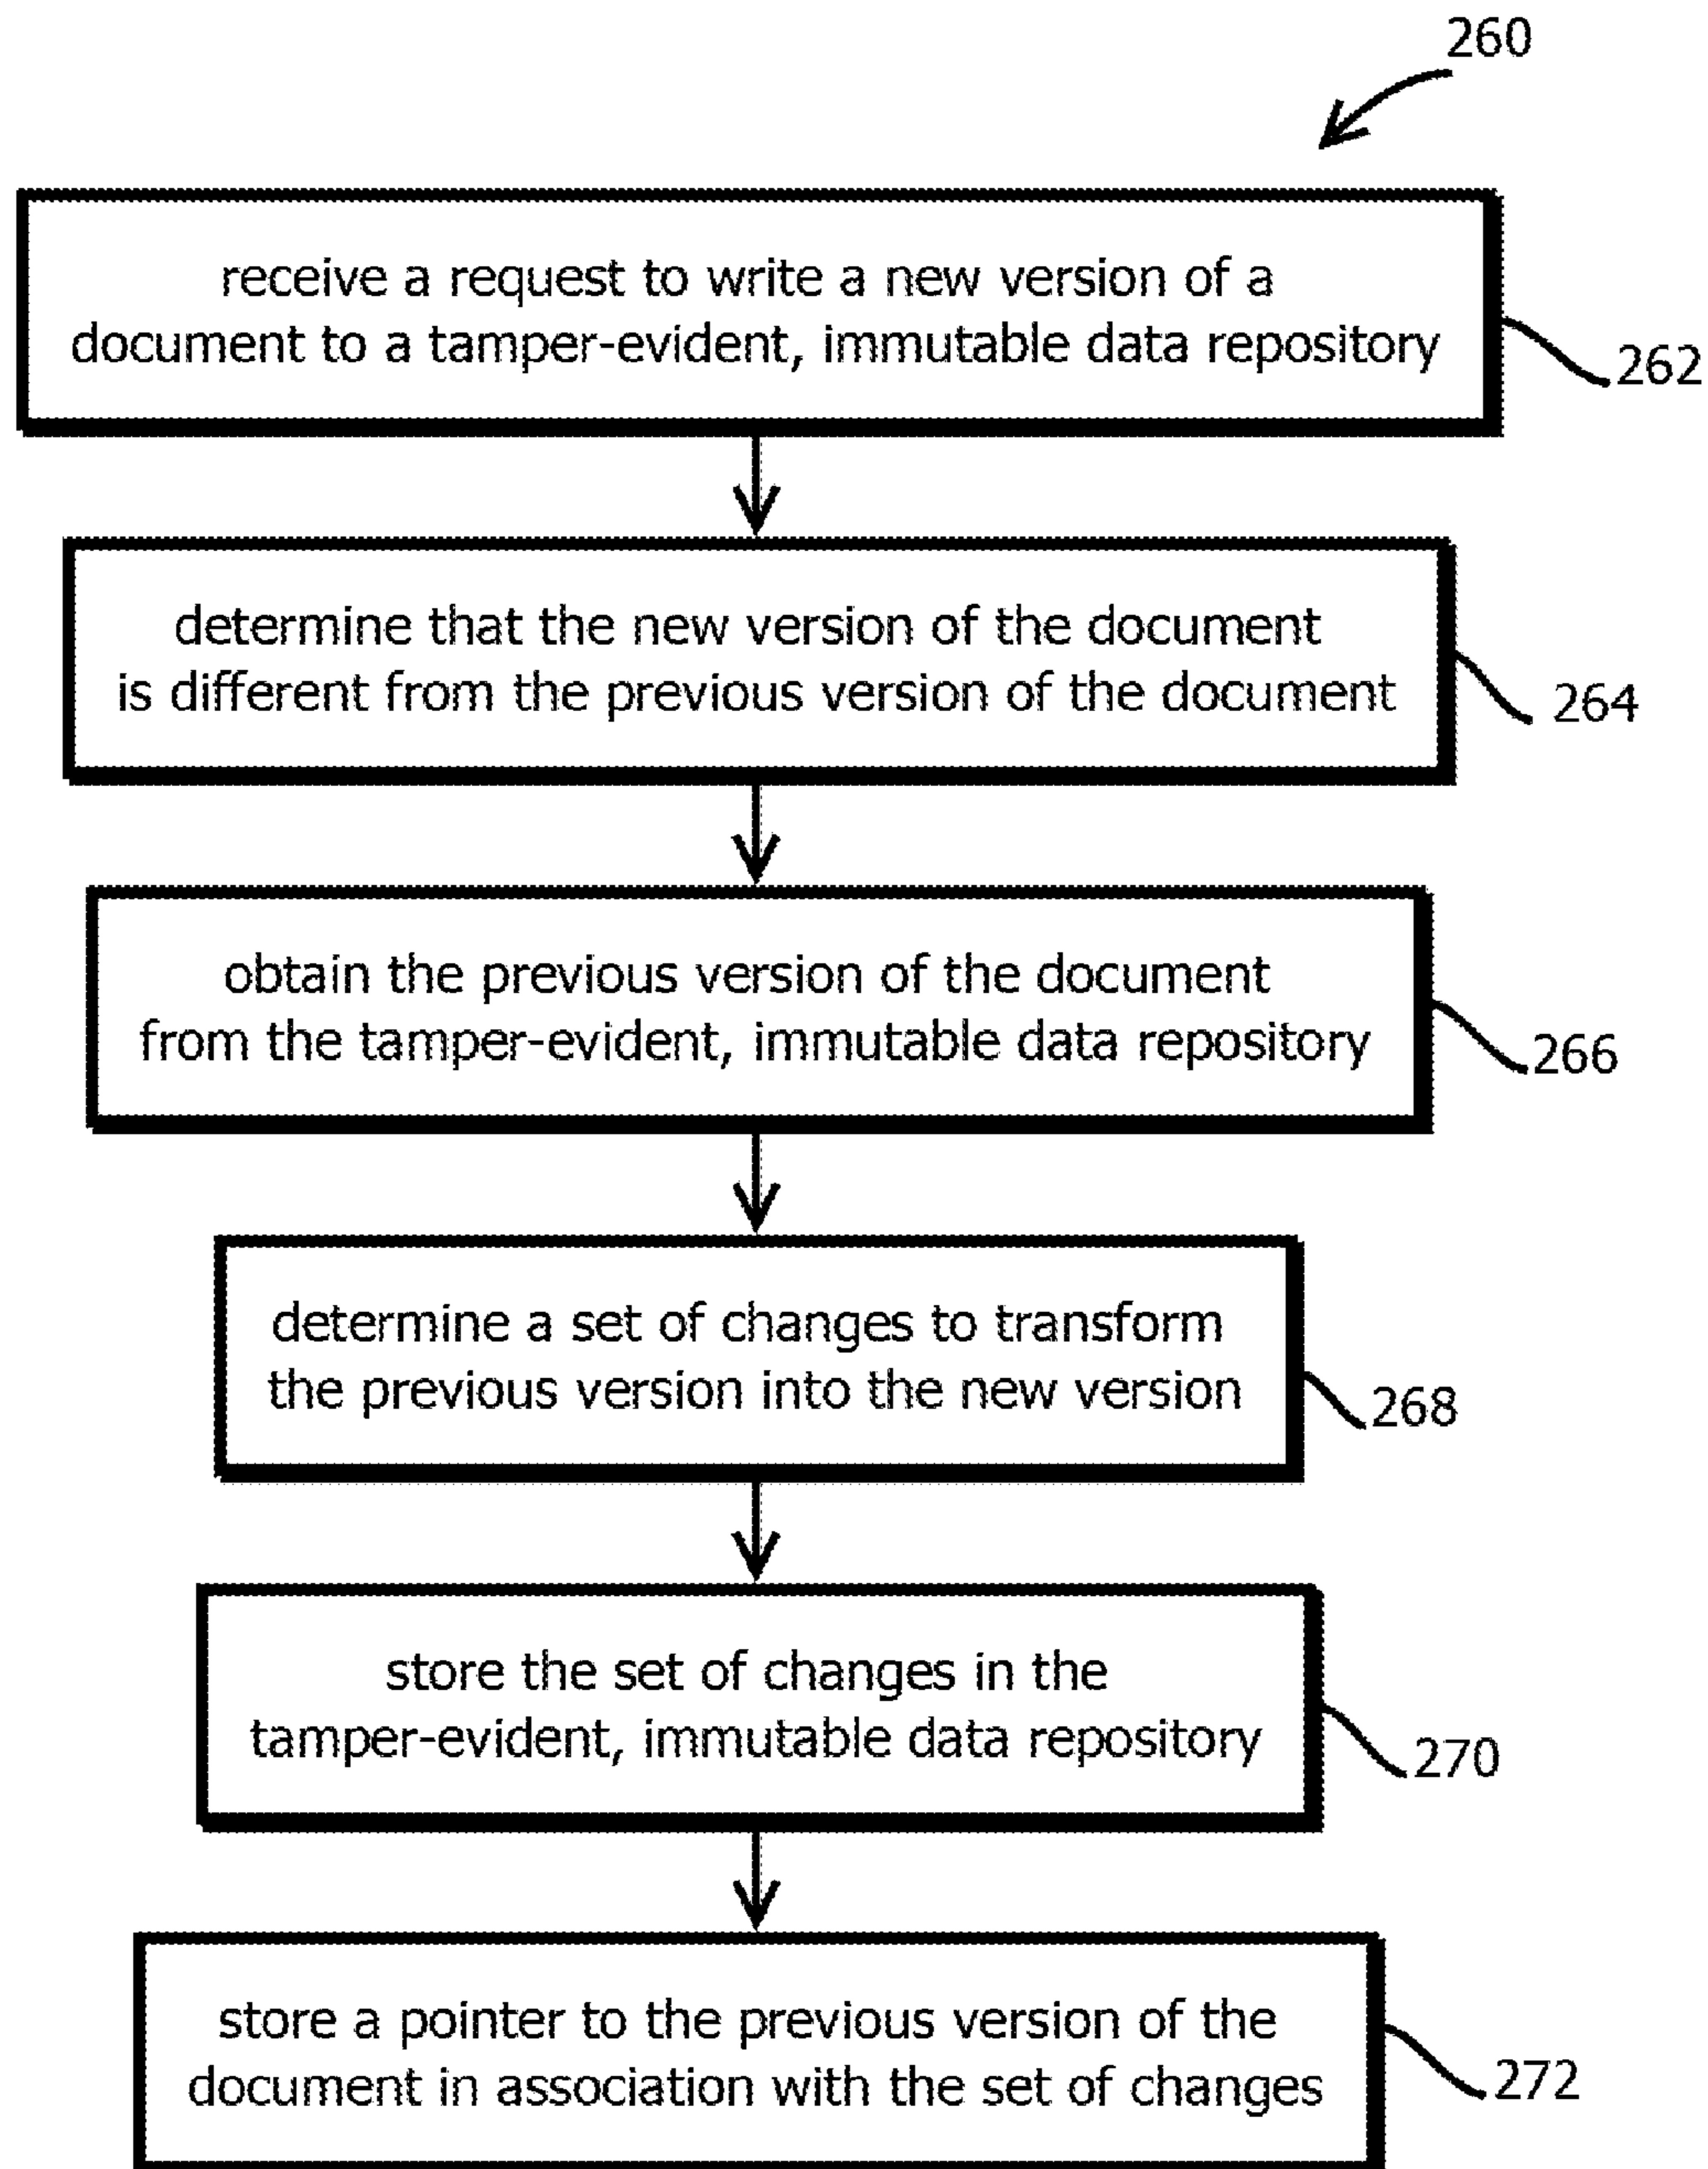 260
receive a request to write a new version of a
document to a tamper-evident, immutable data repository
262
determine that the new version of the document
is different from the previous version of the document
264
obtain the previous version of the document
from the tamper-evident, immutable data repository
266
determine a set of changes to transform
the previous version into the new version
268
store the set of changes in the
tamper-evident, immutable data repository
270
store a pointer to the previous version of the
document in association with the set of changes
272